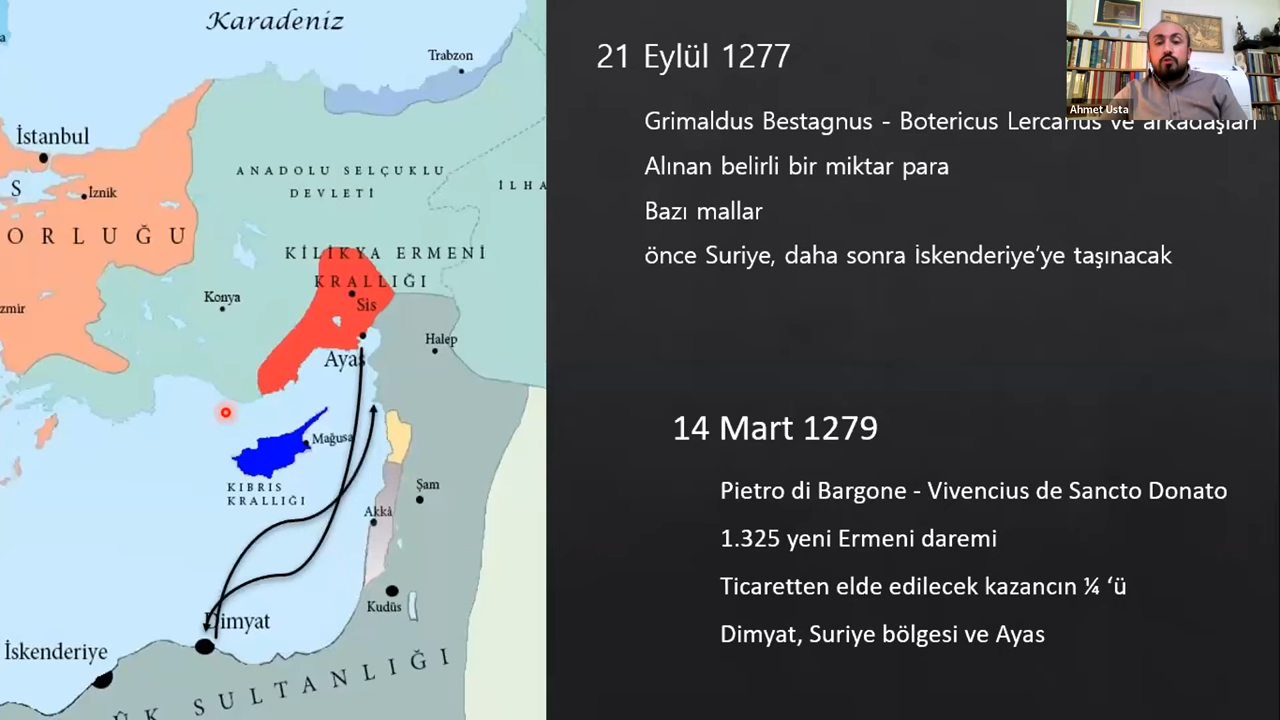 Karadeniz
Trabzon
İstanbul
S
İznik
ANADOLU SELÇUKLU
DEVLETİ
İLHA
ORLUĞU
KİLİKYA ERMENİ
KRALLIĞI
Konya
Sis
zmir
Halep
Ayas
Mağusa
KIBRIS
KRALLIĞI
Şam
Akkâ
Kudüs
Dimyat
İskenderiye
ÜK SULTANLIĞI
21 Eylül 1277
Grimaldus Bestagnus - Botericus Lercarius ve arkadaşları
Alınan belirli bir miktar para
Bazı mallar
önce Suriye, daha sonra İskenderiye’ye taşınacak
14 Mart 1279
Pietro di Bargone - Vivencius de Sancto Donato
1.325 yeni Ermeni daremi
Ticaretten elde edilecek kazancın ¼ ‘ü
Dimyat, Suriye bölgesi ve Ayas
Ahmet Usta